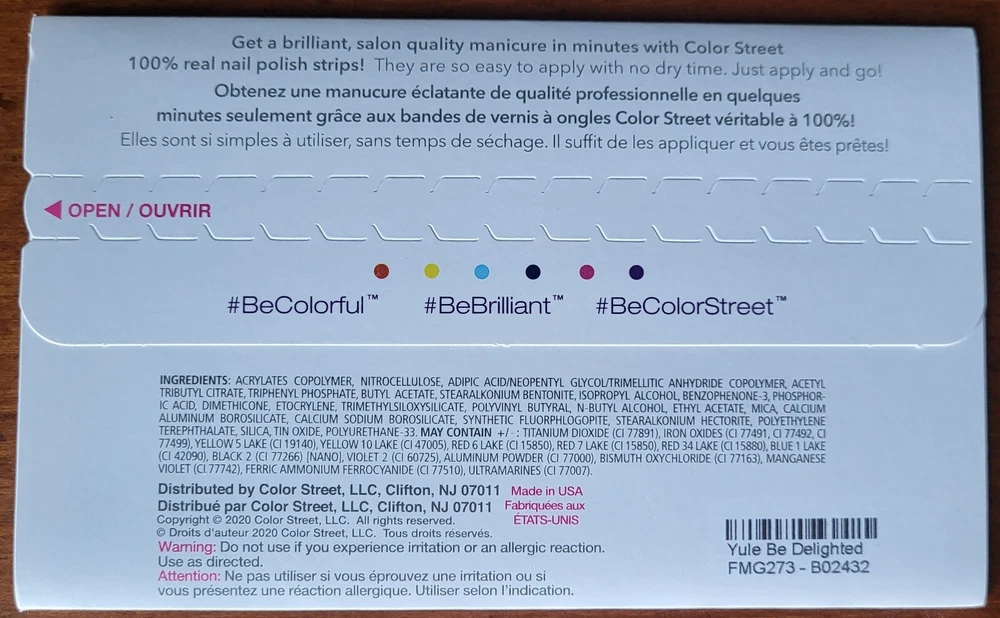 Get a brilliant, salon quality manicure in minutes with Color Street
100% real nail polish strips! They are so easy to apply with no dry time. Just apply and go!
Obtenez une manucure éclatante de qualité professionnelle en quelques
minutes seulement grâce aux bandes de vernis à ongles Color Street véritable à 100%!
Elles sont si simples à utiliser, sans temps de séchage. Il suffit de les appliquer et vous êtes prêtes!
OPEN / OUVRIR
#BeColorful™ #BeBrilliant™ #BeColorStreet™
INGREDIENTS: ACRYLATES COPOLYMER, NITROCELLULOSE, ADIPIC ACID/NEOPENTYL GLYCOL/TRIMELLITIC ANHYDRIDE COPOLYMER, ACETYL
TRIBUTYL CITRATE, TRIPHENYL PHOSPHATE, BUTYL ACETATE, STEARALKONIUM BENTONITE, ISOPROPYL ALCOHOL, BENZOPHENONE-3, PHOSPHOR-
IC ACID, DIMETHICONE, ETOCRYLENE, TRIMETHYLSILOXYSILICATE, POLYVINYL BUTYRAL, N-BUTYL ALCOHOL, ETHYL ACETATE, MICA, CALCIUM
ALUMINUM BOROSILICATE, CALCIUM SODIUM BOROSILICATE, SYNTHETIC FLUORPHLOGOPITE, STEARALKONIUM HECTORITE, POLYETHYLENE
TEREPHTHALATE, SILICA, TIN OXIDE, POLYURETHANE-33. MAY CONTAIN +/-: TITANIUM DIOXIDE (CI 77891), IRON OXIDES (CI 77491, CI 77492, CI
77499), YELLOW 5 LAKE (CI 19140), YELLOW 10 LAKE (CI 47005), RED 6 LAKE (CI 15850), RED 7 LAKE (CI 15850), RED 34 LAKE (CI 15880), BLUE 1 LAKE
(CI 42090), BLACK 2 (CI 77266) [NANO], VIOLET 2 (CI 60725), ALUMINUM POWDER (CI 77000), BISMUTH OXYCHLORIDE (CI 77163), MANGANESE
VIOLET (CI 77742), FERRIC AMMONIUM FERROCYANIDE (CI 77510), ULTRAMARINES (CI 77007).
Distributed by Color Street, LLC, Clifton, NJ 07011 Made in USA
Distribué par Color Street, LLC, Clifton, NJ 07011 Fabriquées aux
ÉTATS-UNIS
Copyright © 2020 Color Street, LLC. All rights reserved.
© Droits d'auteur 2020 Color Street, LLC. Tous droits réservés.
Warning: Do not use if you experience irritation or an allergic reaction.
Use as directed.
Attention: Ne pas utiliser si vous éprouvez une irritation ou si
vous présentez une réaction allergique. Utiliser selon l'indication.
Yule Be Delighted
FMG273 - B02432